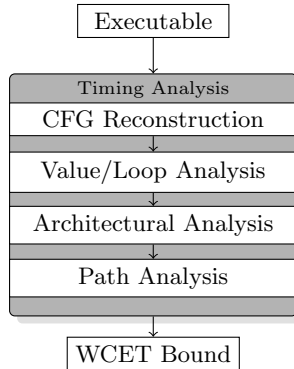 Executable
Timing Analysis
CFG Reconstruction
Value/Loop Analysis
Architectural Analysis
Path Analysis
WCET Bound